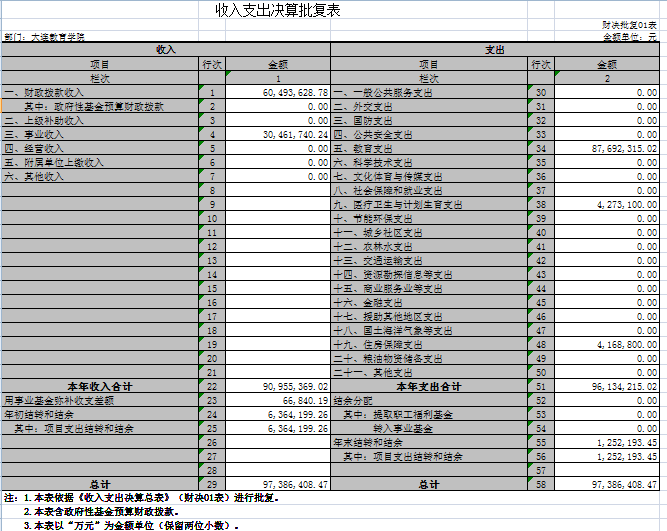 收入支出决算批复表
财决批复01表
部门：大连教育学院 金额单位：元
收入 支出
项目 行次 金额 项目 行次 金额
栏次 1 栏次 2
一、财政拨款收入 1 60,493,628.78 一、一般公共服务支出 30 0.00
其中：政府性基金预算财政拨款 2 0.00 二、外交支出 31 0.00
二、上级补助收入 3 0.00 三、国防支出 32 0.00
三、事业收入 4 30,461,740.24 四、公共安全支出 33 0.00
四、经营收入 5 0.00 五、教育支出 34 87,692,315.02
五、附属单位上缴收入 6 0.00 六、科学技术支出 35 0.00
六、其他收入 7 0.00 七、文化体育与传媒支出 36 0.00
8 八、社会保障和就业支出 37 0.00
9 九、医疗卫生与计划生育支出 38 4,273,100.00
10 十、节能环保支出 39 0.00
11 十一、城乡社区支出 40 0.00
12 十二、农林水支出 41 0.00
13 十三、交通运输支出 42 0.00
14 十四、资源勘探信息等支出 43 0.00
15 十五、商业服务业等支出 44 0.00
16 十六、金融支出 45 0.00
17 十七、援助其他地区支出 46 0.00
18 十八、国土海洋气象等支出 47 0.00
19 十九、住房保障支出 48 4,168,800.00
20 二十、粮油物资储备支出 49 0.00
21 二十一、其他支出 50 0.00
本年收入合计 22 90,955,369.02 本年支出合计 51 96,134,215.02
用事业基金弥补收支差额 23 66,840.19 结余分配 52 0.00
年初结转和结余 24 6,364,199.26 其中：提取职工福利基金 53 0.00
其中：项目支出结转和结余 25 6,364,199.26 转入事业基金 54 0.00
26 年末结转和结余 55 1,252,193.45
27 其中：项目支出结转和结余 56 1,252,193.45
28 57
总计 29 97,386,408.47 总计 58 97,386,408.47
注：1.本表依据《收入支出决算总表》（财决01表）进行批复。
2.本表含政府性基金预算财政拨款。
3.本表以“万元”为金额单位（保留两位小数）。